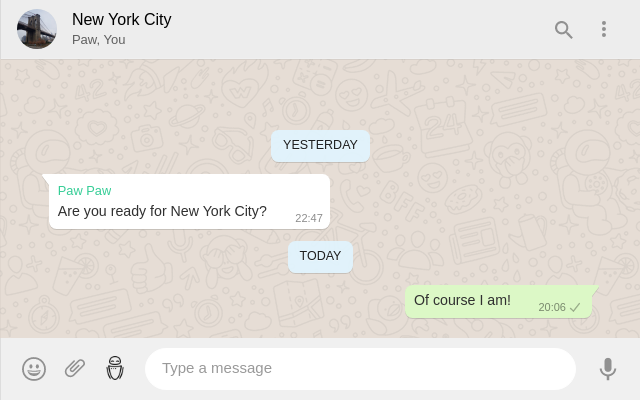 New York City
Paw, You
YESTERDAY
Paw Paw
Are you ready for New York City?
22:47
TODAY
Of course I am!
20:06
Type a message